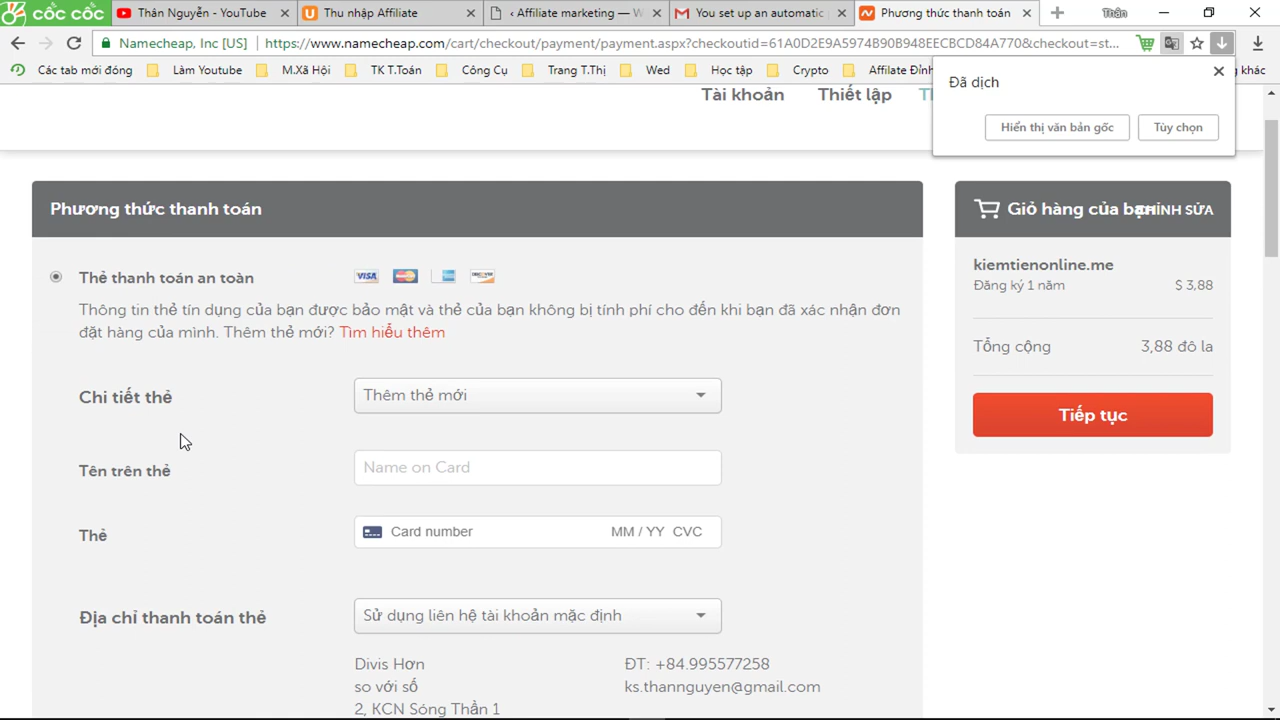 cốc cốc
Thân Nguyễn - YouTube
Thu nhập Affiliate
« Affiliate marketing — W
You set up an automatic
Phương thức thanh toán
Thân
Namecheap, Inc [US]
https://www.namecheap.com/cart/checkout/payment/payment.aspx?checkoutid=61A0D2E9A5974B90B948EECBCD84A770&checkout=st...
Các tab mới đóng
Làm Youtube
M.Xã Hội
TK T.Toán
Công Cụ
Trang T.Thị
Wed
Học tập
Crypto
Affilate Đỉnh
g khác
Đã dịch
Hiển thị văn bản gốc
Tùy chọn
Tài khoản
Thiết lập
Phương thức thanh toán
Thẻ thanh toán an toàn
VISA
DISCOVER
Thông tin thẻ tín dụng của bạn được bảo mật và thẻ của bạn không bị tính phí cho đến khi bạn đã xác nhận đơn
đặt hàng của mình. Thêm thẻ mới? Tìm hiểu thêm
Chi tiết thẻ
Thêm thẻ mới
Tên trên thẻ
Name on Card
Thẻ
Card number
MM / YY CVC
Địa chỉ thanh toán thẻ
Sử dụng liên hệ tài khoản mặc định
Divis Hơn
so với số
2, KCN Sóng Thần 1
ĐT: +84.995577258
ks.thannguyen@gmail.com
Giỏ hàng của bạn
CHỈNH SỬA
kiemtienonline.me
Đăng ký 1 năm
$ 3,88
Tổng cộng
3,88 đô la
Tiếp tục